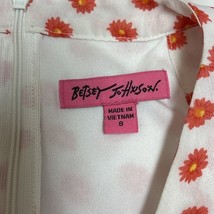 BETSEY JOHNSON.
MADE IN
VIETNAM
8